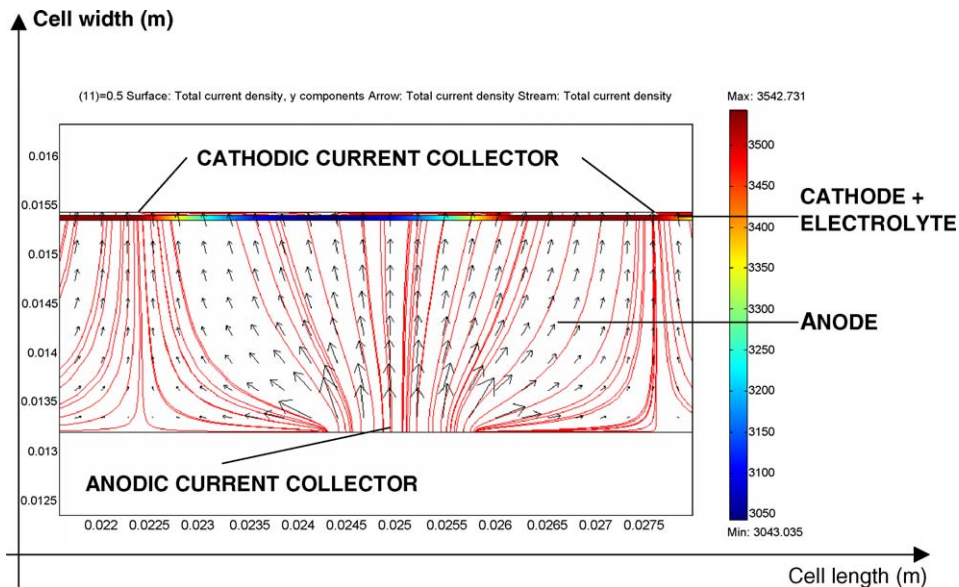 Cell width (m)
(11)=0.5 Surface: Total current density, y components Arrow: Total current density Stream: Total current density
Max: 3542.731
0.016
0.0155
0.015
0.0145
0.014
0.0135
0.013
0.0125
CATHODIC CURRENT COLLECTOR
ANODIC CURRENT COLLECTOR
0.022 0.0225 0.023 0.0235 0.024 0.0245 0.025 0.0255 0.026 0.0265 0.027 0.0275
3500
3450
3400
3350
3300
3250
3200
3150
3100
3050
Min: 3043.035
CATHODE +
ELECTROLYTE
ANODE
Cell length (m)